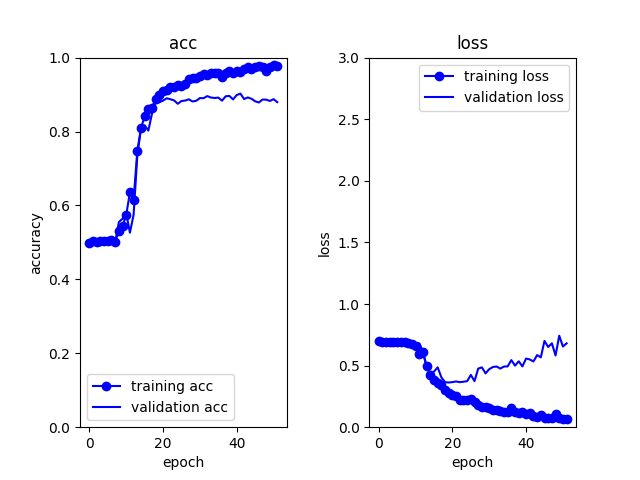 acc
1.0
0.8
0.6
0.4
0.2
0.0
accuracy
training acc
validation acc
0
20
40
epoch
loss
3.0
2.5
2.0
1.5
1.0
0.5
0.0
loss
training loss
validation loss
0
20
40
epoch